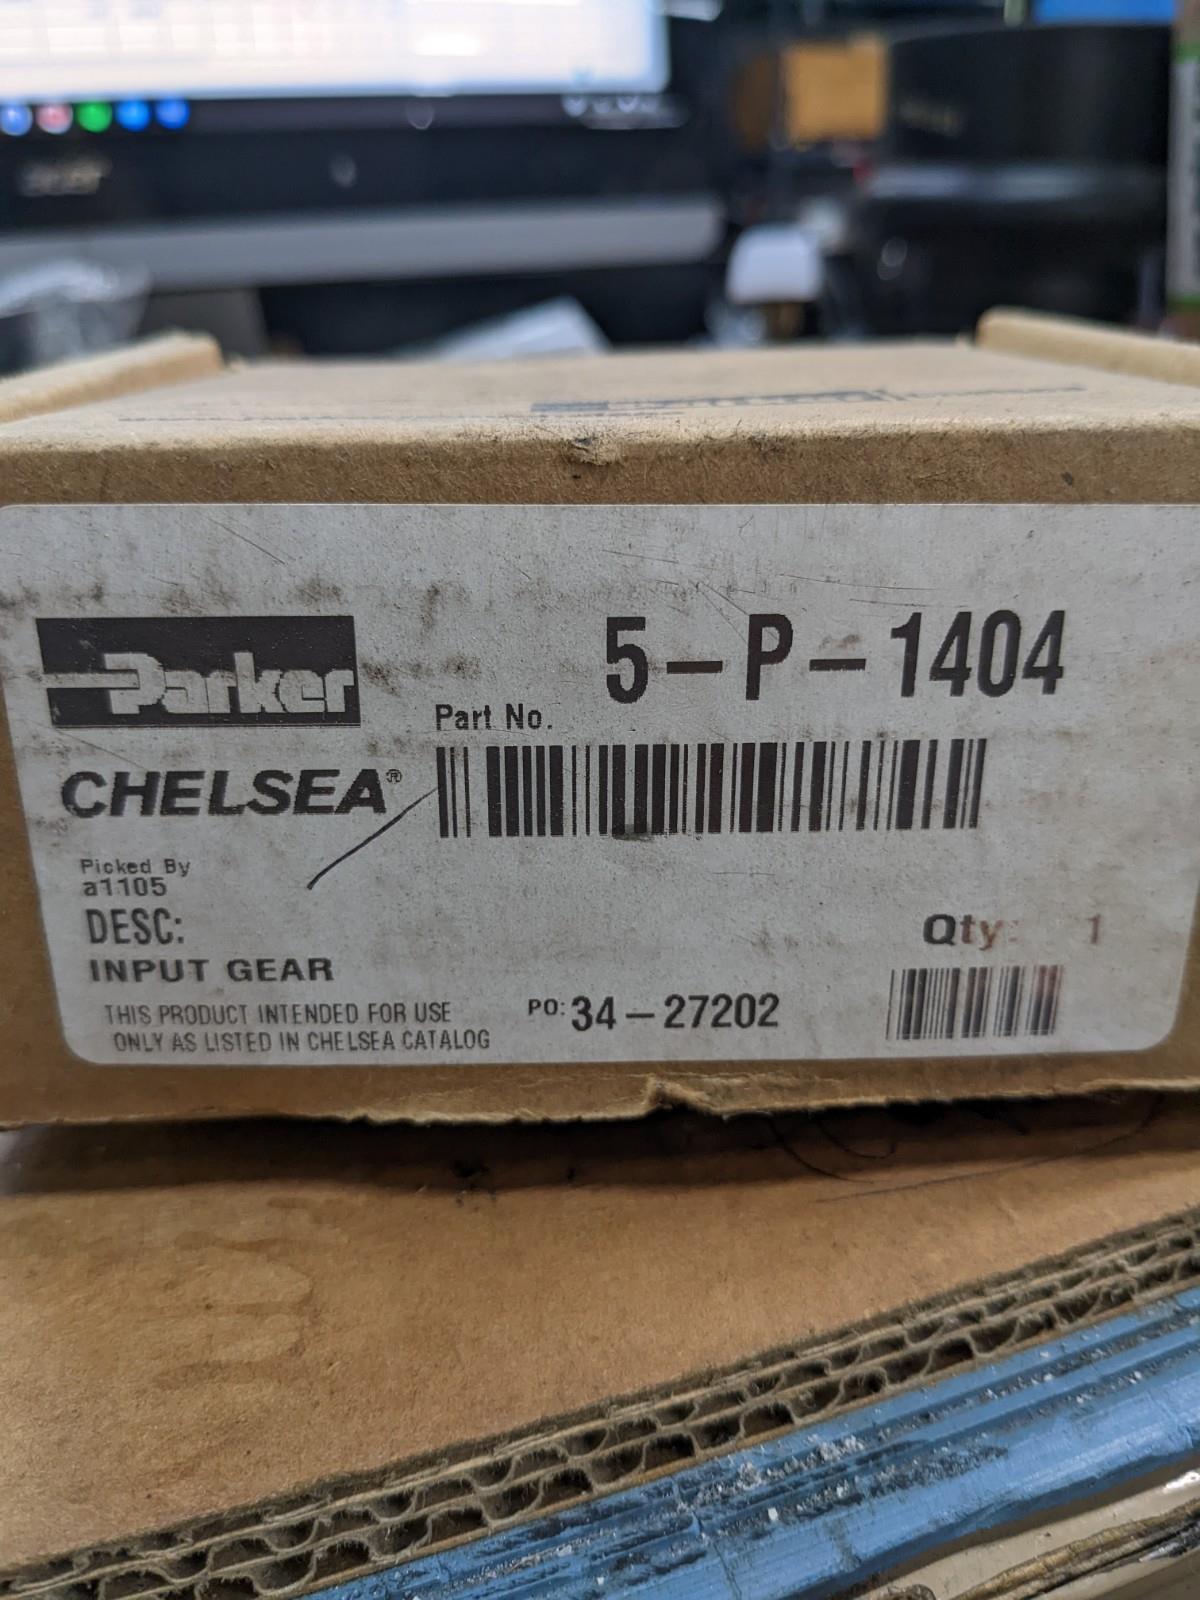 acer
Parker
5-P-1404
Part No.
CHELSEA®
Picked By
a1105
DESC:
Qty: 1
INPUT GEAR
THIS PRODUCT INTENDED FOR USE
ONLY AS LISTED IN CHELSEA CATALOG
PO: 34-27202